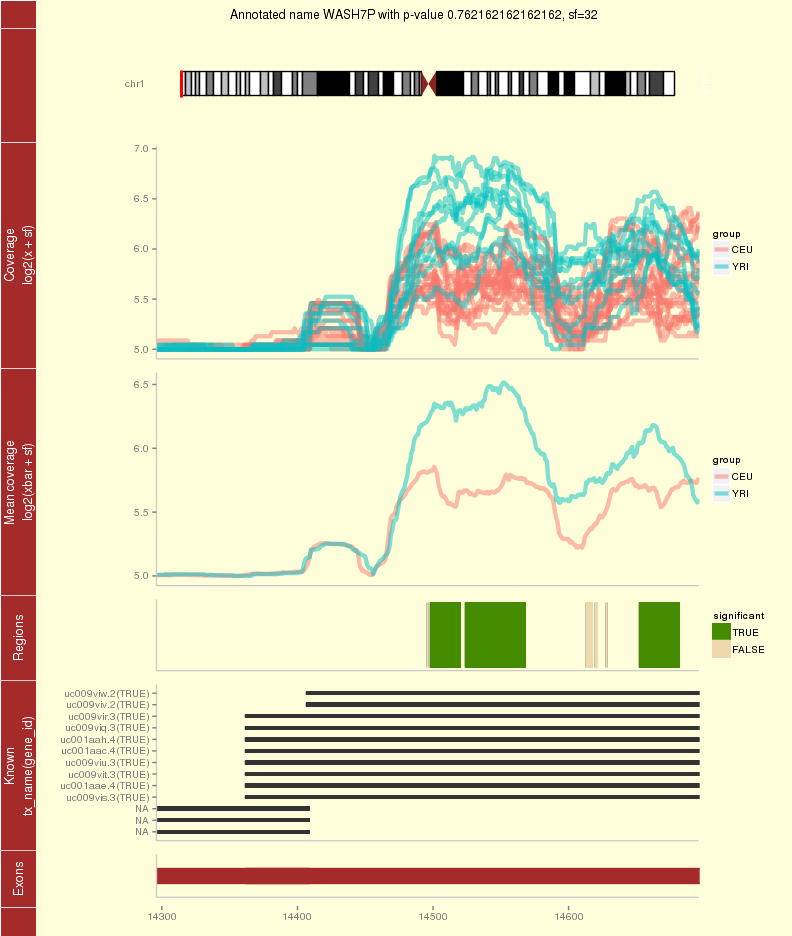 Annotated name WASH7P with p-value 0.762162162162162, sf=32
chr1
Coverage
log2(x + sf)
7.0
6.5
6.0
5.5
5.0
group
CEU
YRI
Mean coverage
log2(xbar + sf)
6.5
6.0
5.5
5.0
group
CEU
YRI
Regions
significant
TRUE
FALSE
Known
tx_name(gene_id)
uc009viw.2(TRUE)
uc009viv.2(TRUE)
uc009vir.3(TRUE)
uc009viq.3(TRUE)
uc001aah.4(TRUE)
uc001aac.4(TRUE)
uc009viu.3(TRUE)
uc009vit.3(TRUE)
uc001aae.4(TRUE)
uc009vis.3(TRUE)
NA
NA
NA
Exons
14300
14400
14500
14600